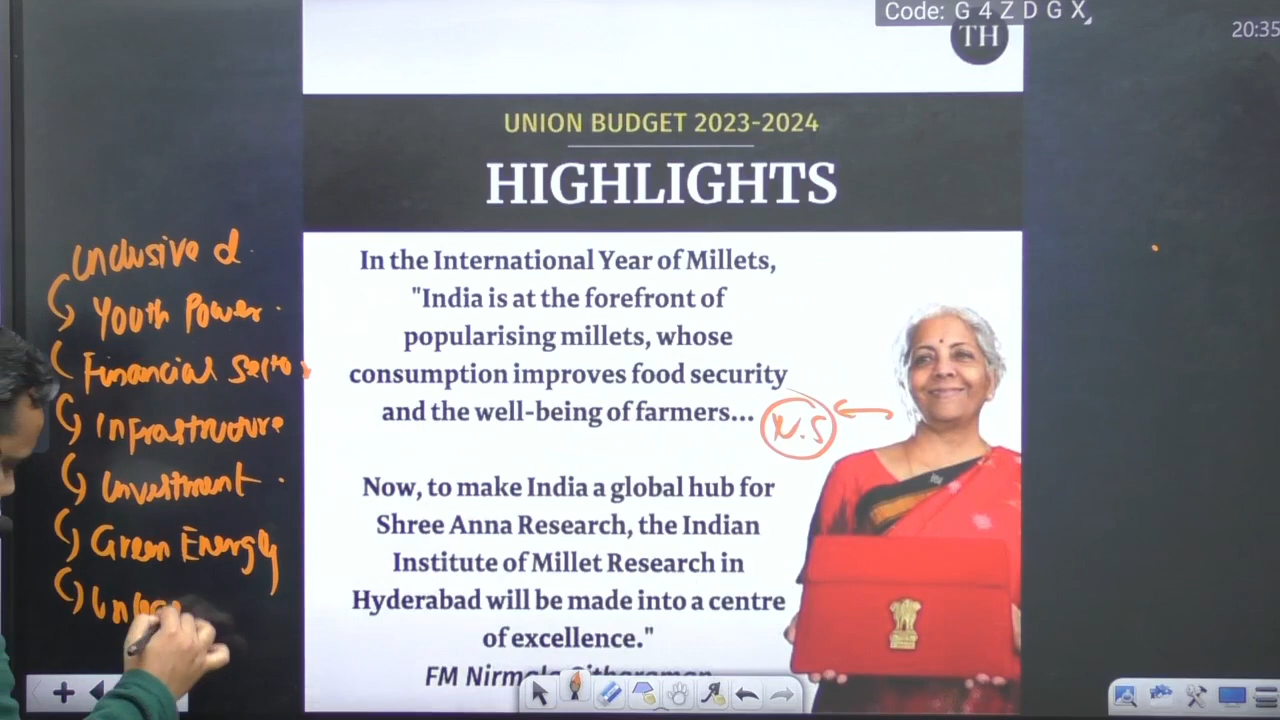 Code: G 4 Z D G X
TH
20:35
UNION BUDGET 2023-2024
HIGHLIGHTS
In the International Year of Millets,
"India is at the forefront of
popularising millets, whose
consumption improves food security
and the well-being of farmers...
N.S
Now, to make India a global hub for
Shree Anna Research, the Indian
Institute of Millet Research in
Hyderabad will be made into a centre
of excellence."
FM Nirmala Sitharaman
Inclusive d.
Youth Power.
Financial Sector
Infrastructure
Investment.
Green Energy